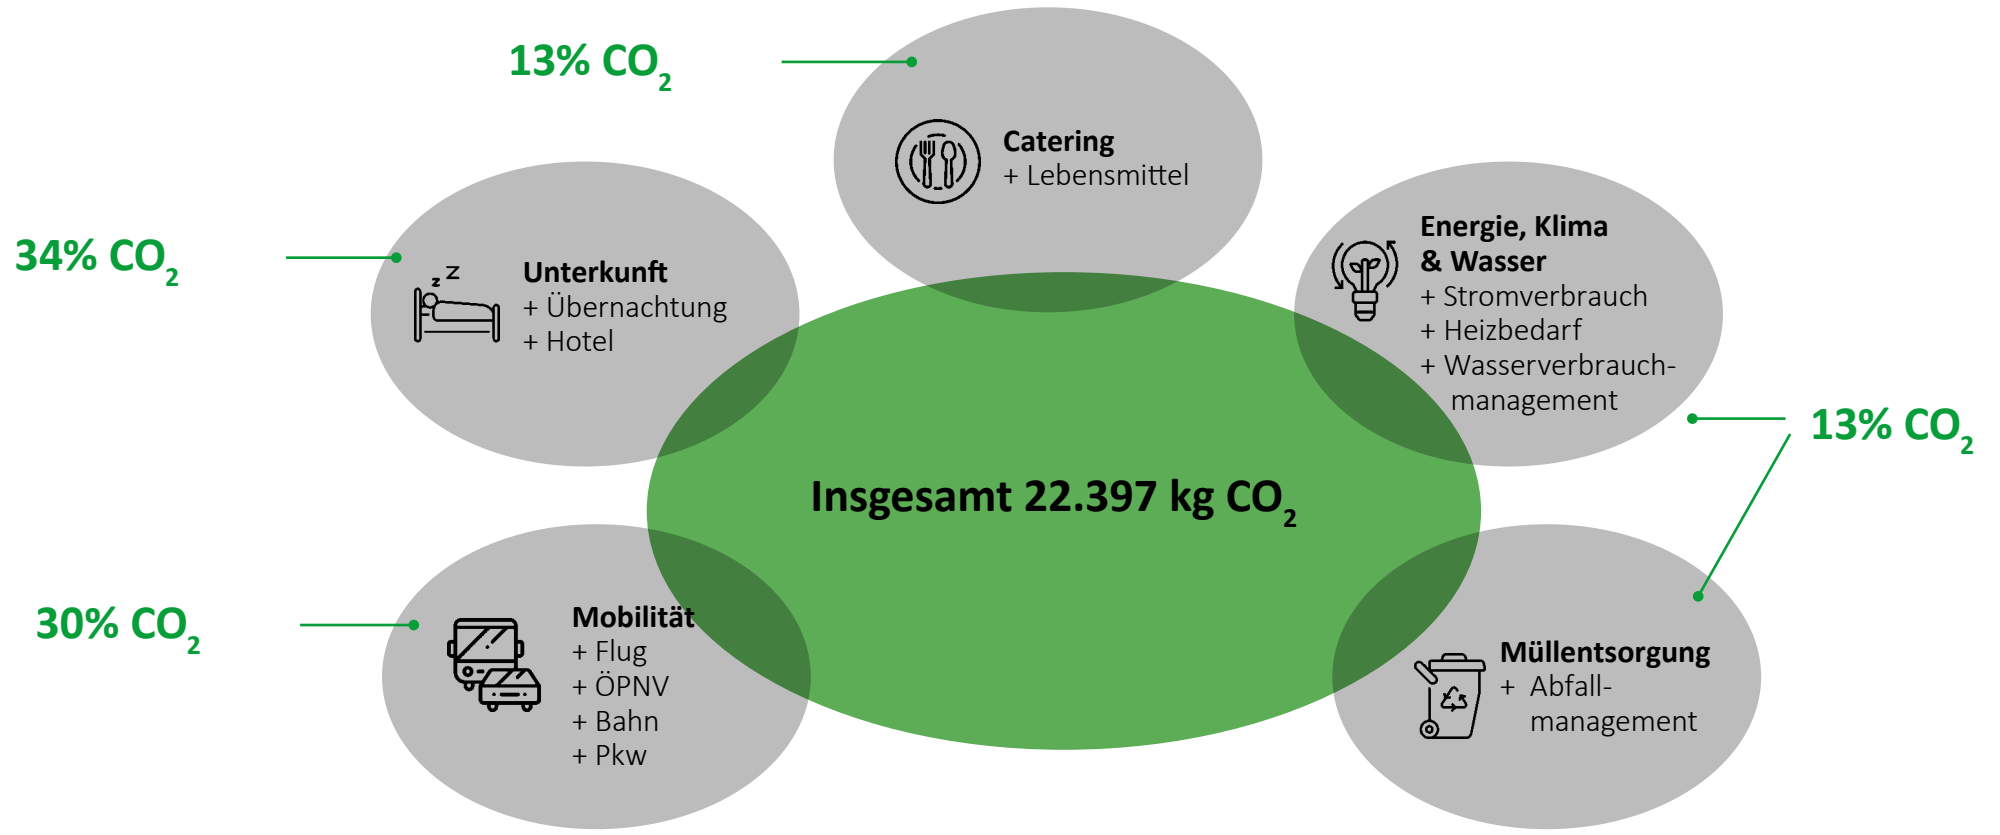 13% CO₂
Catering
+ Lebensmittel
34% CO₂
Unterkunft
+ Übernachtung
+ Hotel
z z
Energie, Klima
& Wasser
+ Stromverbrauch
+ Heizbedarf
+ Wasserverbrauch-
management
13% CO₂
Insgesamt 22.397 kg CO₂
30% CO₂
Mobilität
+ Flug
+ ÖPNV
+ Bahn
+ Pkw
Müllentsorgung
+ Abfall-
management